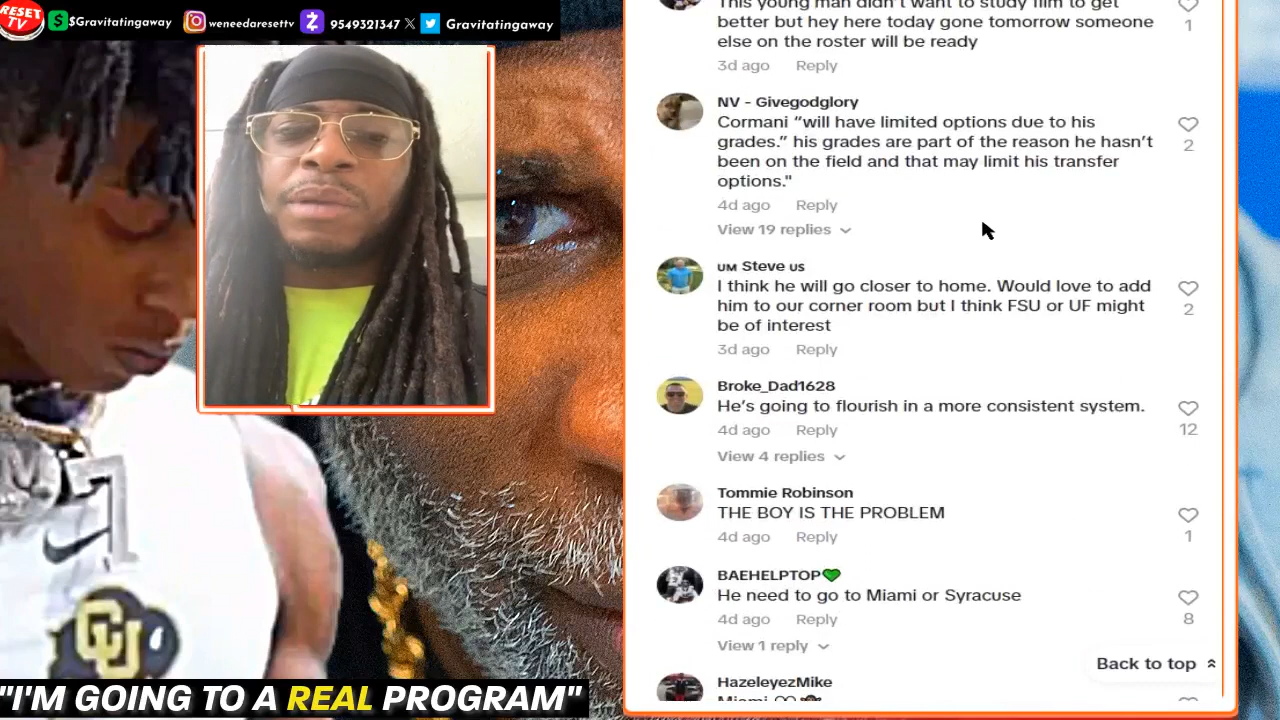 RESET
TV
$Gravitatingaway
weneedaresettv
9549321347
X
Gravitatingaway
This young man didn't want to study film to get
better but hey here today gone tomorrow someone
else on the roster will be ready
1
3d ago Reply
NV - Givegodglory
Cormani “will have limited options due to his
grades.” his grades are part of the reason he hasn’t
been on the field and that may limit his transfer
options."
2
4d ago Reply
View 19 replies
UM Steve US
I think he will go closer to home. Would love to add
him to our corner room but I think FSU or UF might
be of interest
2
3d ago Reply
Broke_Dad1628
He’s going to flourish in a more consistent system.
12
4d ago Reply
View 4 replies
Tommie Robinson
THE BOY IS THE PROBLEM
1
4d ago Reply
BAEHELPTOP💚
He need to go to Miami or Syracuse
8
4d ago Reply
View 1 reply
Back to top
HazeleyezMike
Miami
1
CU
"I'M GOING TO A REAL PROGRAM"